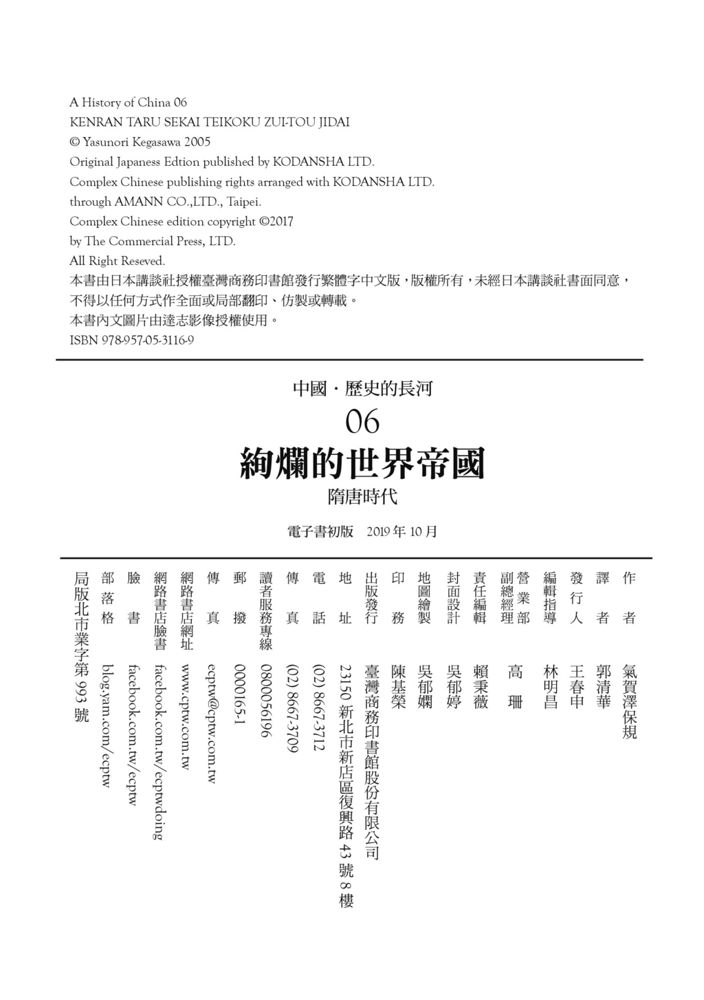 A History of China 06
KENRAN TARU SEKAI TEIKOKU ZUI-TOU JIDAI
© Yasunori Kegasawa 2005
Original Japaness Edtion published by KODANSHA LTD.
Complex Chinese publishing rights arranged with KODANSHA LTD.
through AMANN CO.,LTD., Taipei.
Complex Chinese edition copyright ©2017
by The Commercial Press, LTD.
All Right Reseved.
本書由日本講談社授權臺灣商務印書館發行繁體字中文版，版權所有，未經日本講談社書面同意，
不得以任何方式作全面或局部翻印、仿製或轉載。
本書內文圖片由達志影像授權使用。
ISBN 978-957-05-3116-9
中國・歷史的長河
06
絢爛的世界帝國
隋唐時代
電子書初版　2019 年 10 月
作者　氣賀澤保規
譯者　郭清華
發行人　王春申
編輯指導　林明昌
營業部副總經理　高珊
責任編輯　賴秉薇
封面設計　吳郁婷
地圖繪製　吳郁嫻
印務　陳基榮
出版發行　臺灣商務印書館股份有限公司
地址　23150 新北市新店區復興路 43 號 8 樓
電話　(02) 8667-3712
傳真　(02) 8667-3709
讀者服務專線　0800056196
郵撥　0000165-1
傳真　ecptw@cptw.com.tw
網路書店網址　www.cptw.com.tw
網路書店臉書　facebook.com.tw/ecptwdoing
臉書　facebook.com.tw/ecptw
部落格　blog.yam.com/ecptw
局版北市業字第 993 號